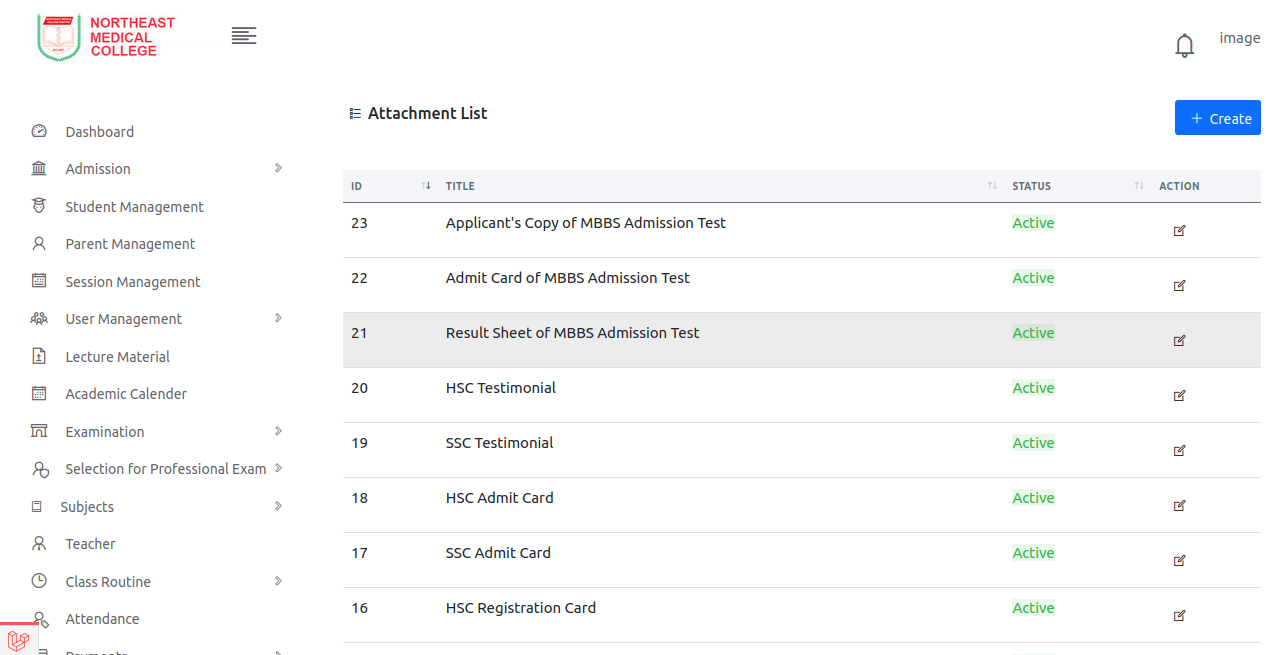 NORTHEAST
MEDICAL
COLLEGE
image
Dashboard
Admission
Student Management
Parent Management
Session Management
User Management
Lecture Material
Academic Calender
Examination
Selection for Professional Exam
Subjects
Teacher
Class Routine
Attendance
Attachment List
+ Create
ID TITLE STATUS ACTION
23 Applicant's Copy of MBBS Admission Test Active
22 Admit Card of MBBS Admission Test Active
21 Result Sheet of MBBS Admission Test Active
20 HSC Testimonial Active
19 SSC Testimonial Active
18 HSC Admit Card Active
17 SSC Admit Card Active
16 HSC Registration Card Active